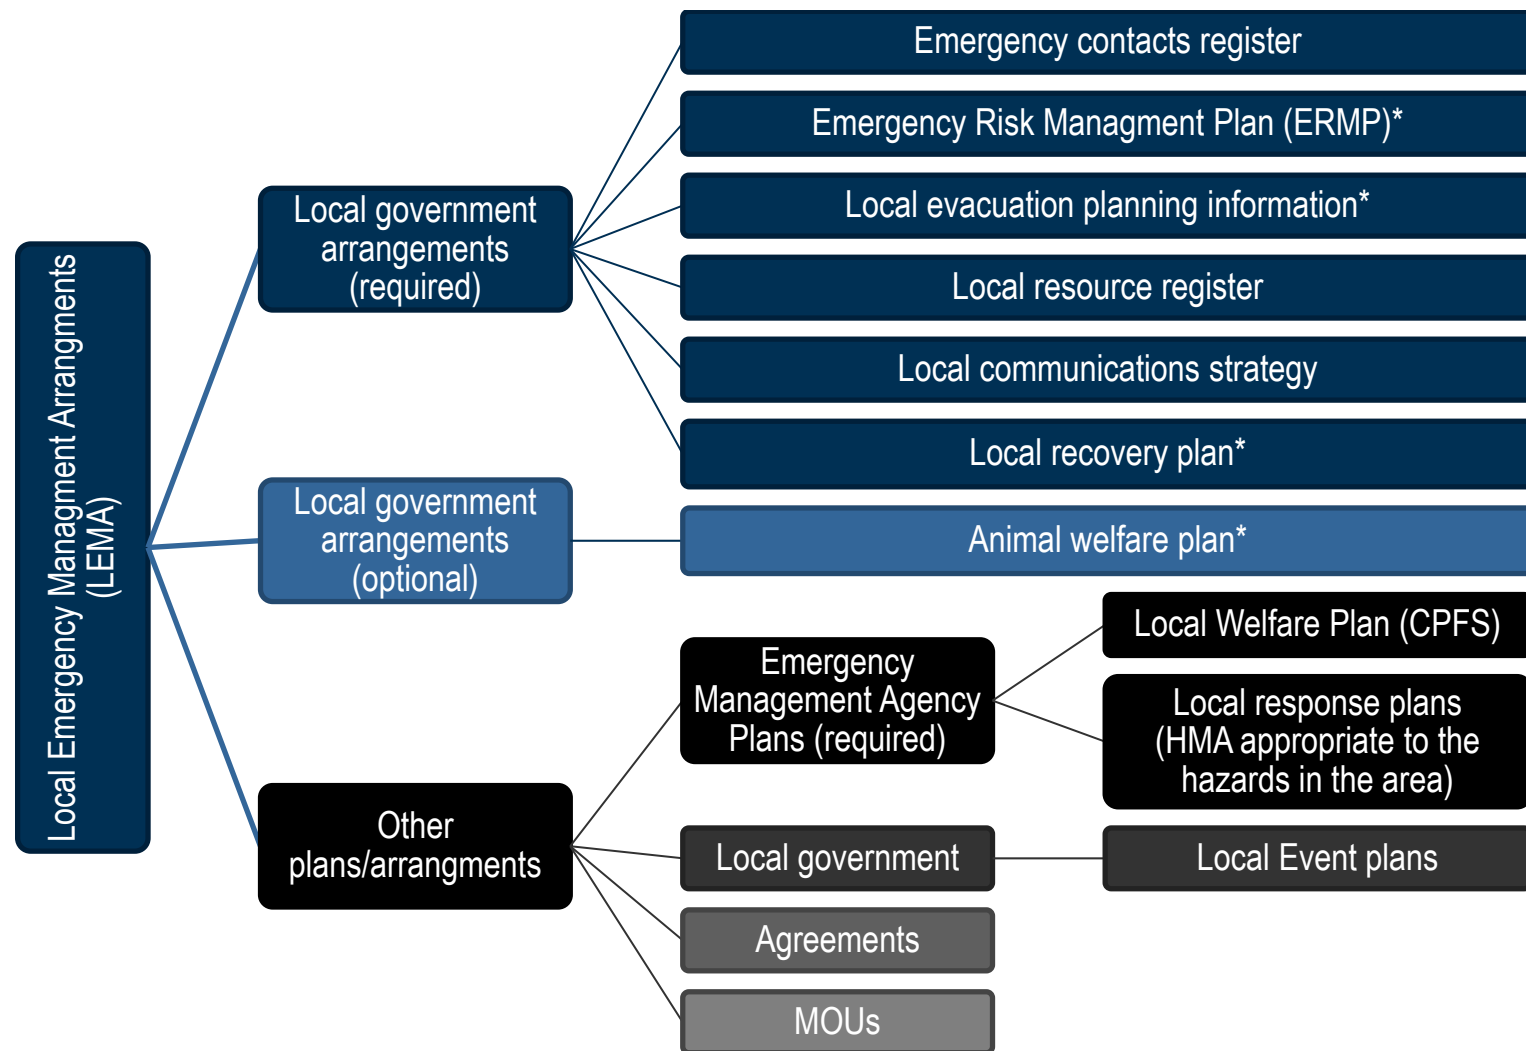 Local Emergency Managment Arrangments
(LEMA)
Local government
arrangements
(required)
Emergency contacts register
Emergency Risk Managment Plan (ERMP)*
Local evacuation planning information*
Local resource register
Local communications strategy
Local recovery plan*
Local government
arrangements
(optional)
Animal welfare plan*
Other
plans/arrangments
Emergency
Management Agency
Plans (required)
Local Welfare Plan (CPFS)
Local response plans
(HMA appropriate to the
hazards in the area)
Local government
Local Event plans
Agreements
MOUs